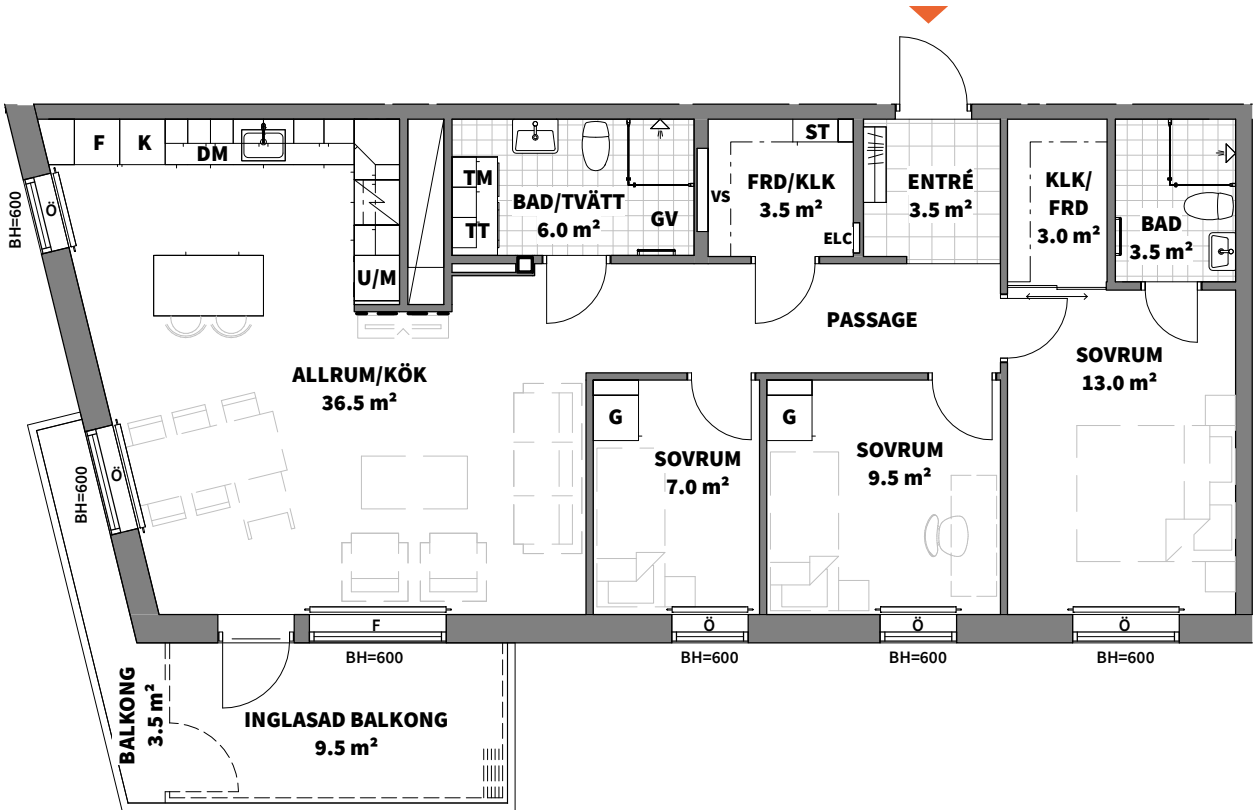 F
K
DM
U/M
BH=600
Ö
TM
TT
BAD/TVÄTT
6.0 m²
GV
VS
ST
FRD/KLK
3.5 m²
ELC
ENTRÉ
3.5 m²
KLK/
FRD
3.0 m²
BAD
3.5 m²
PASSAGE
ALLRUM/KÖK
36.5 m²
SOVRUM
13.0 m²
G
SOVRUM
7.0 m²
G
SOVRUM
9.5 m²
BH=600
Ö
F
BH=600
Ö
BH=600
Ö
BH=600
Ö
BH=600
BALKONG
3.5 m²
INGLASAD BALKONG
9.5 m²